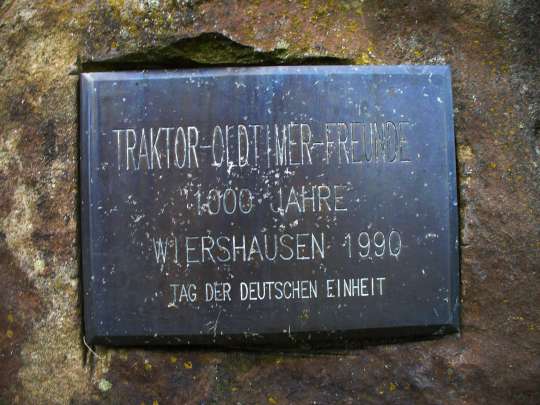 TRAKTOR-OLDTIMER-FREUNDE
1000 JAHRE
WIERSHAUSEN 1990
TAG DER DEUTSCHEN EINHEIT